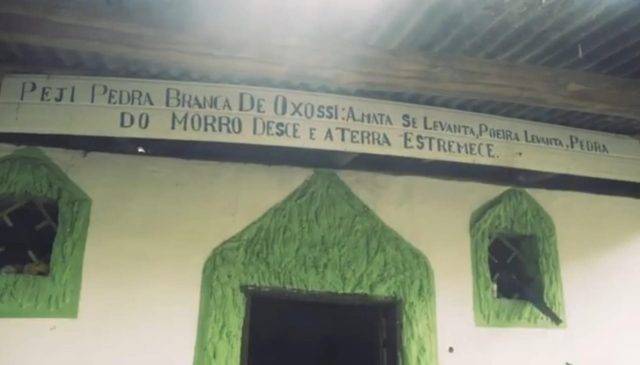 PEJI PEDRA BRANCA DE OXOSSI: A MATA SE LEVANTA, POEIRA LEVANTA, PEDRA
DO MORRO DESCE E A TERRA ESTREMECE.